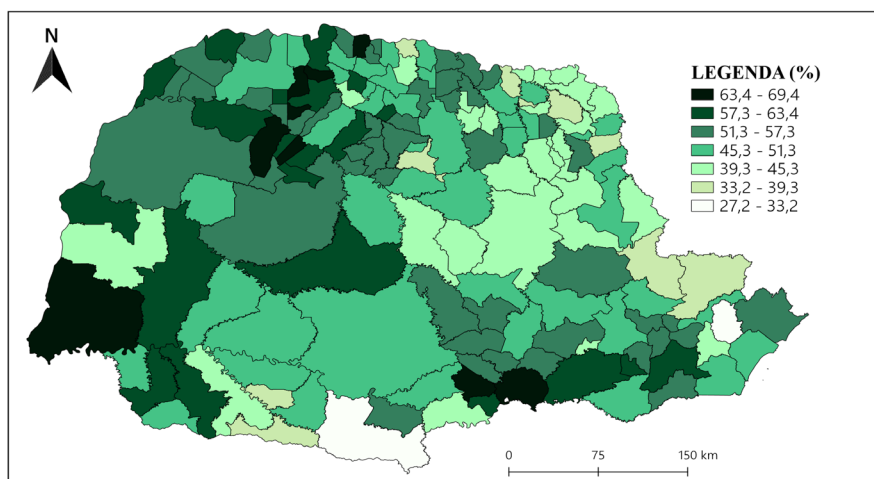 N
LEGENDA (%)
63,4 - 69,4
57,3 - 63,4
51,3 - 57,3
45,3 - 51,3
39,3 - 45,3
33,2 - 39,3
27,2 - 33,2
0 75 150 km